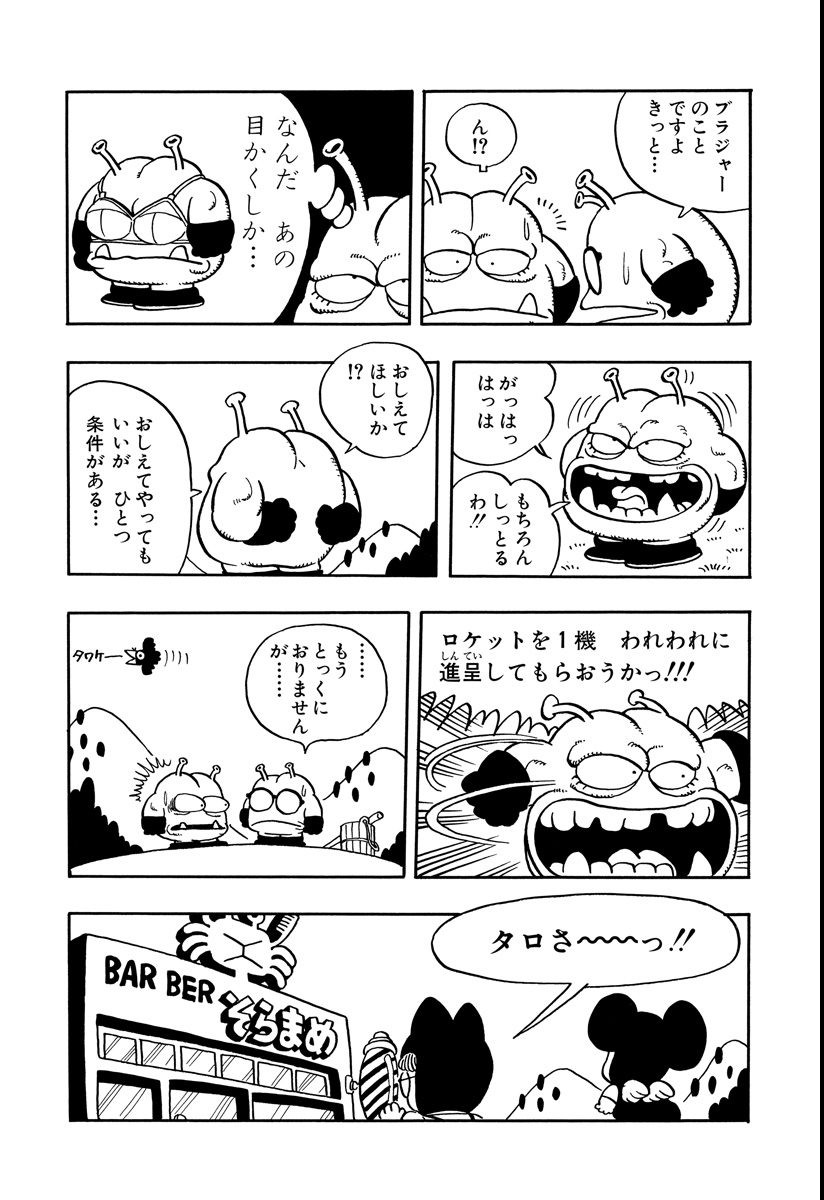 ブラジャー
のこと
ですよ
きっと…
ん!?
なんだ あの
目かくしか…
がっはっ
はっは
もちろん
しっとる
わ!!
おしえて
ほしいか
!?
おしえてやっても
いいが ひとつ
条件がある…
ロケットを1機 われわれに
しんてい
進呈してもらおうかっ!!!
……
もう
とっくに
おりません
が……
タワケー
タロさ~~~~っ!!
BAR BER そらまめ